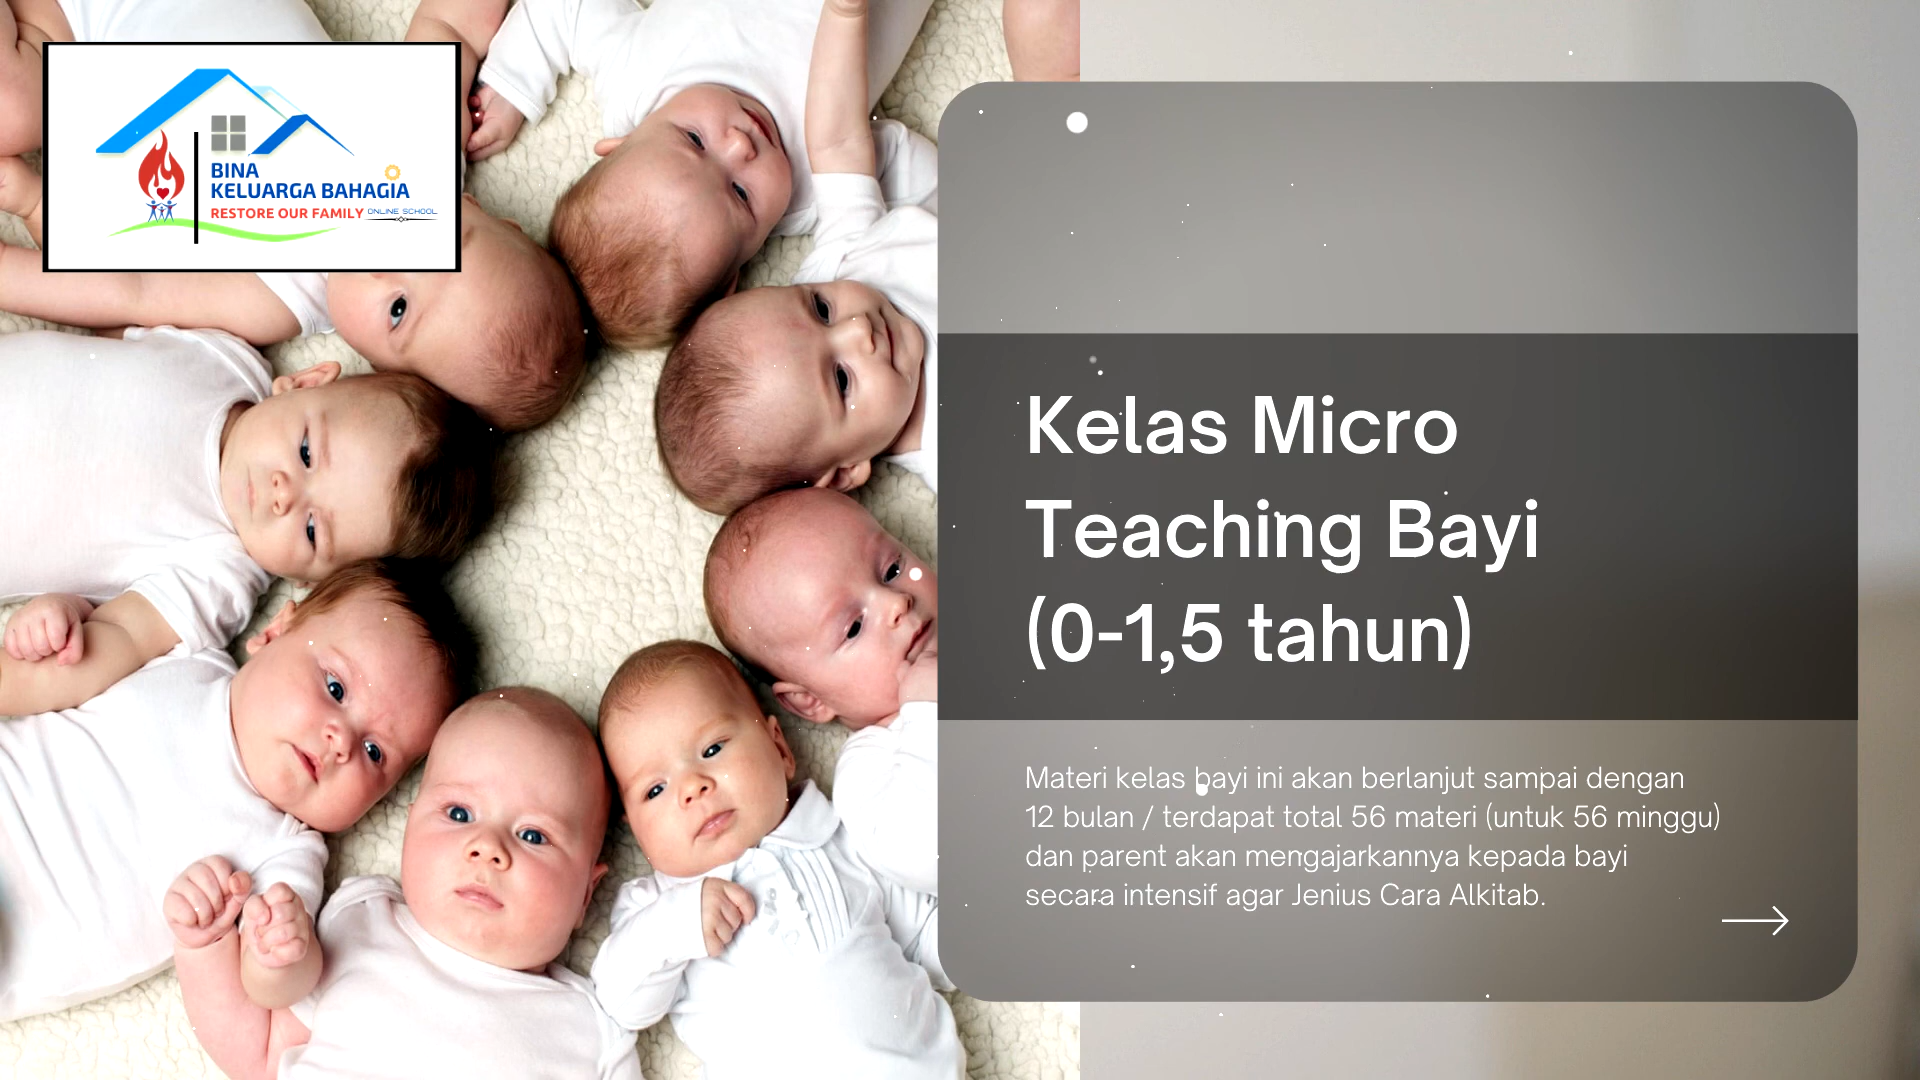 BINA
KELUARGA BAHAGIA
RESTORE OUR FAMILY ONLINE SCHOOL
Kelas Micro
Teaching Bayi
(0-1,5 tahun)
Materi kelas bayi ini akan berlanjut sampai dengan
12 bulan / terdapat total 56 materi (untuk 56 minggu)
dan parent akan mengajarkannya kepada bayi
secara intensif agar Jenius Cara Alkitab.